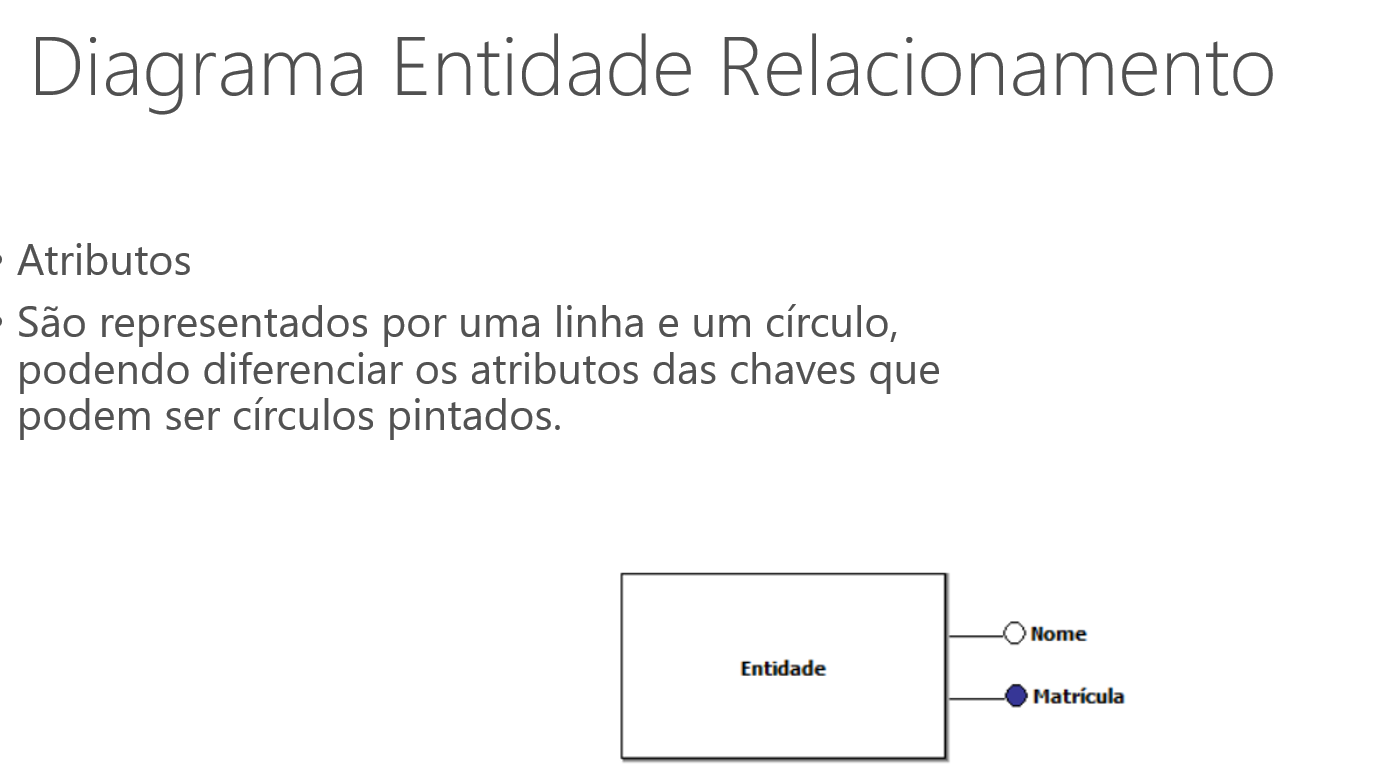 Diagrama Entidade Relacionamento
• Atributos
• São representados por uma linha e um círculo,
podendo diferenciar os atributos das chaves que
podem ser círculos pintados.
Nome
Entidade
Matrícula